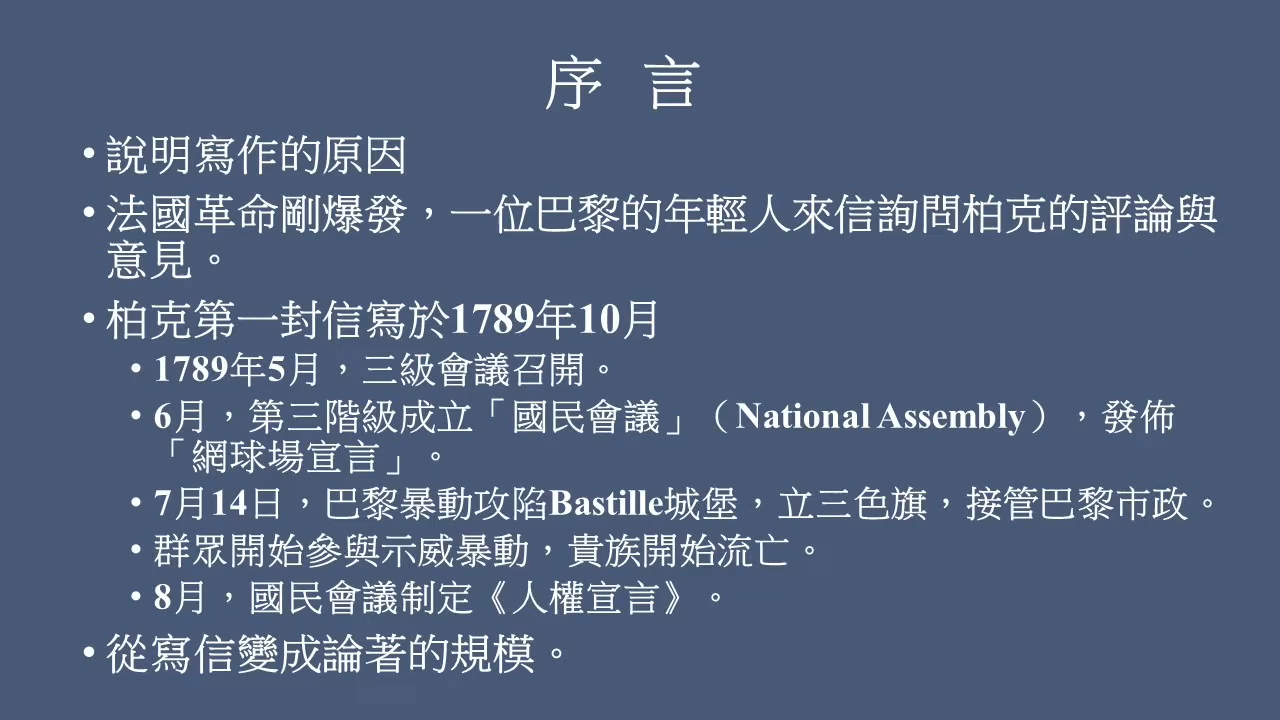 序 言
• 說明寫作的原因
• 法國革命剛爆發，一位巴黎的年輕人來信詢問柏克的評論與
意見。
• 柏克第一封信寫於1789年10月
• 1789年5月，三級會議召開。
• 6月，第三階級成立「國民會議」（National Assembly），發佈
「網球場宣言」。
• 7月14日，巴黎暴動攻陷Bastille城堡，立三色旗，接管巴黎市政。
• 群眾開始參與示威暴動，貴族開始流亡。
• 8月，國民會議制定《人權宣言》。
• 從寫信變成論著的規模。